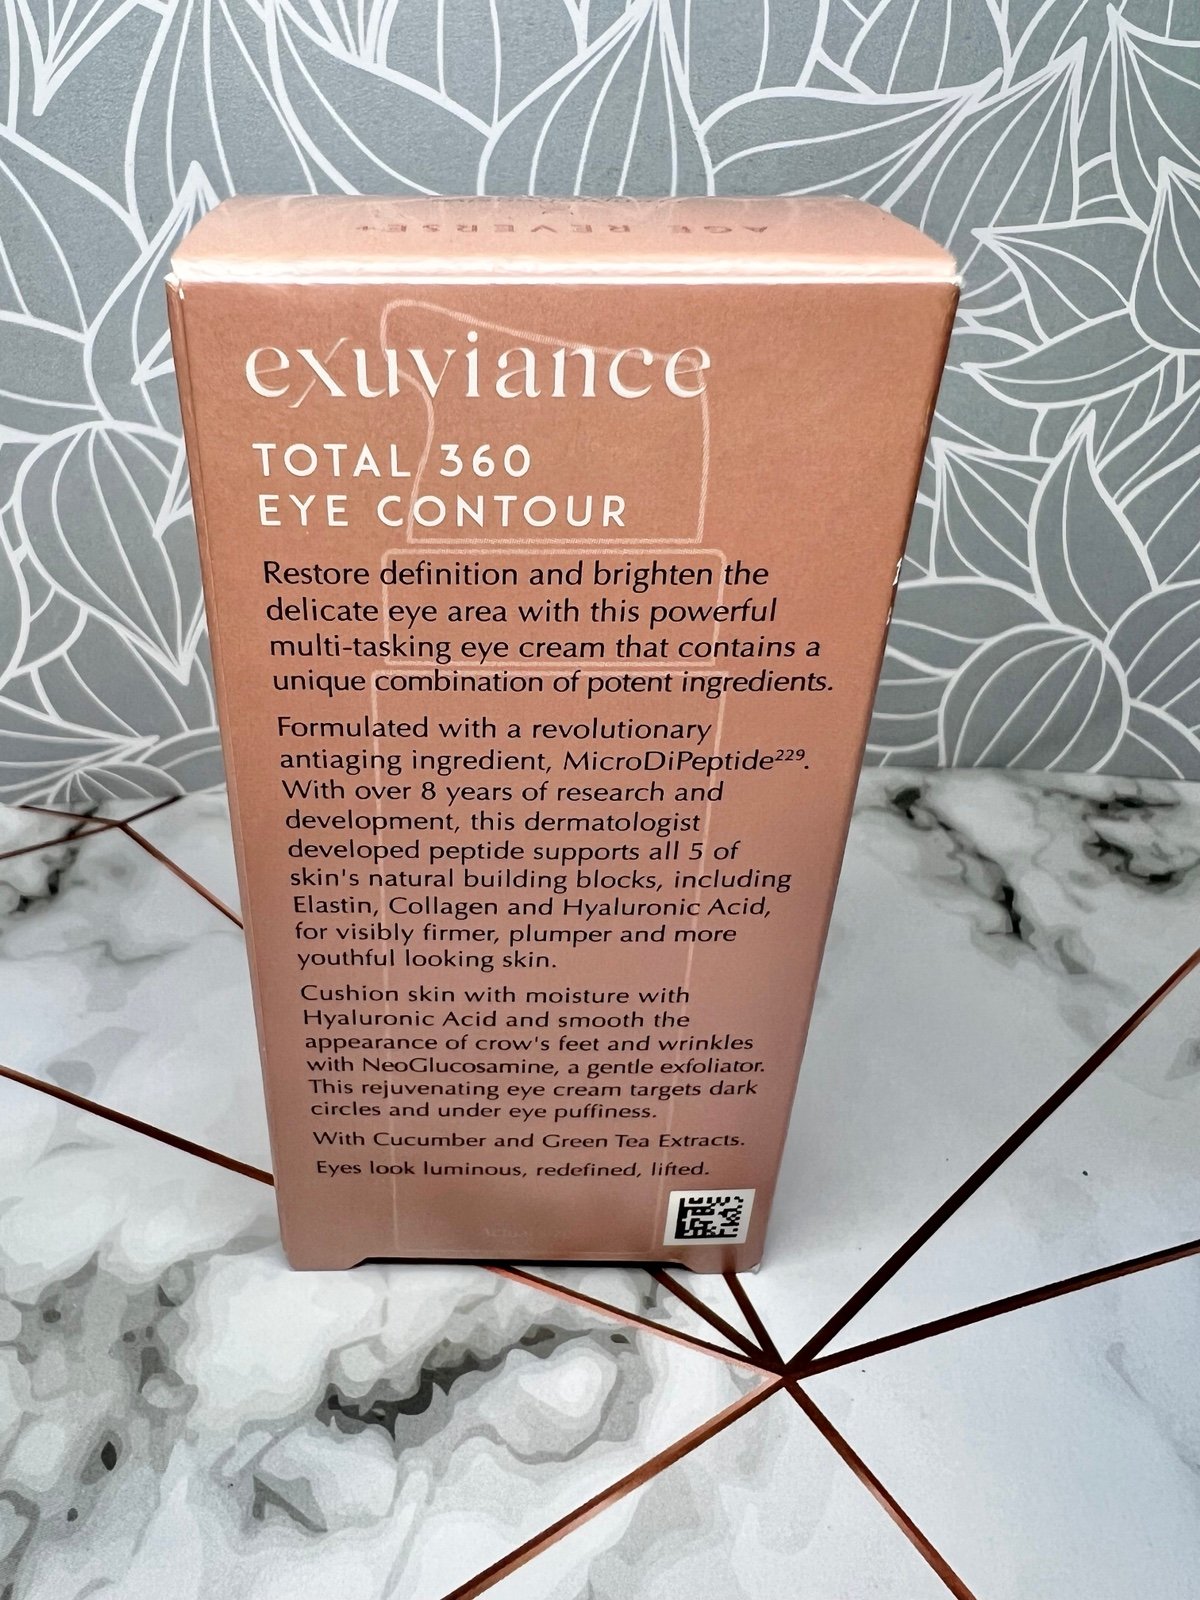 AGE REVERSE+
exuviance
TOTAL 360
EYE CONTOUR
Restore definition and brighten the
delicate eye area with this powerful
multi-tasking eye cream that contains a
unique combination of potent ingredients.
Formulated with a revolutionary
antiaging ingredient, MicroDiPeptide²²⁹.
With over 8 years of research and
development, this dermatologist
developed peptide supports all 5 of
skin's natural building blocks, including
Elastin, Collagen and Hyaluronic Acid,
for visibly firmer, plumper and more
youthful looking skin.
Cushion skin with moisture with
Hyaluronic Acid and smooth the
appearance of crow's feet and wrinkles
with NeoGlucosamine, a gentle exfoliator.
This rejuvenating eye cream targets dark
circles and under eye puffiness.
With Cucumber and Green Tea Extracts.
Eyes look luminous, redefined, lifted.